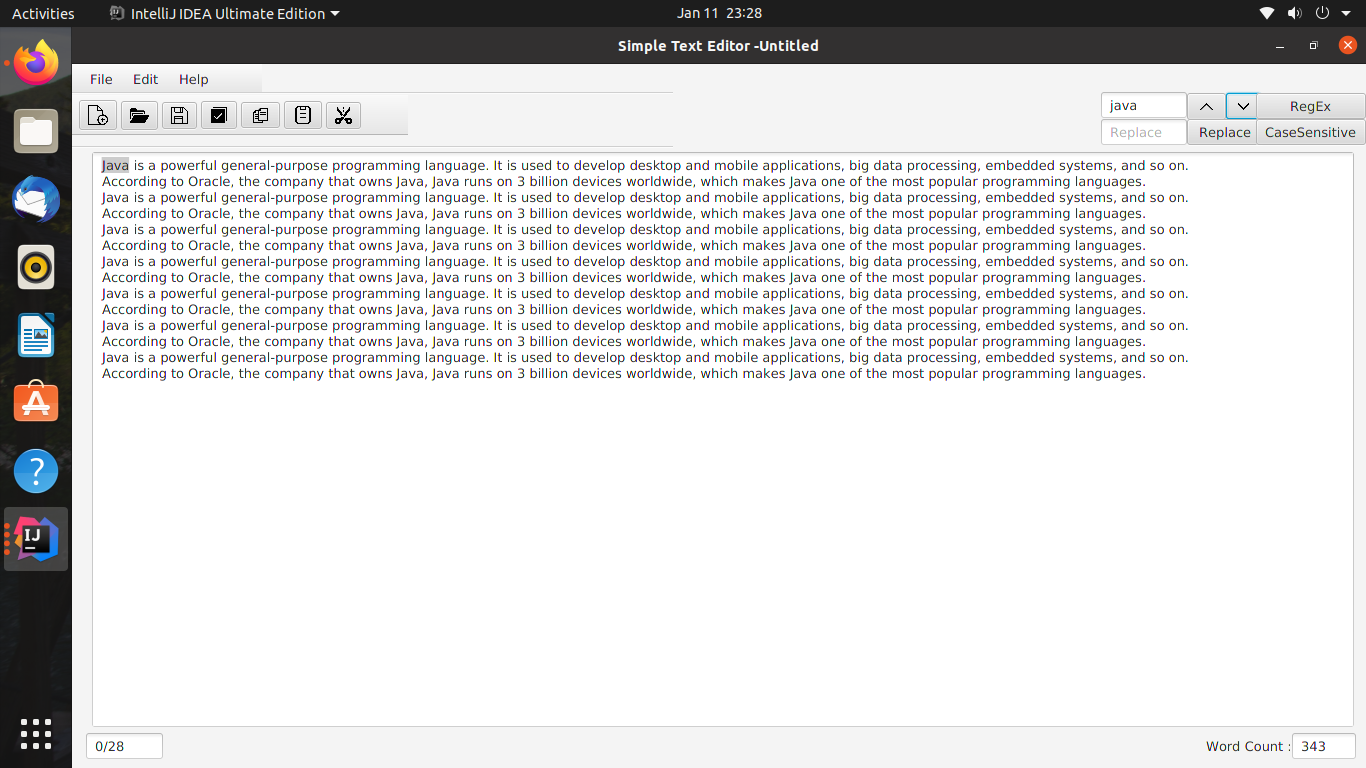 Activities IntelliJ IDEA Ultimate Edition Jan 11 23:28
Simple Text Editor -Untitled
File Edit Help
java RegEx
Replace Replace CaseSensitive
Java is a powerful general-purpose programming language. It is used to develop desktop and mobile applications, big data processing, embedded systems, and so on.
According to Oracle, the company that owns Java, Java runs on 3 billion devices worldwide, which makes Java one of the most popular programming languages.
Java is a powerful general-purpose programming language. It is used to develop desktop and mobile applications, big data processing, embedded systems, and so on.
According to Oracle, the company that owns Java, Java runs on 3 billion devices worldwide, which makes Java one of the most popular programming languages.
Java is a powerful general-purpose programming language. It is used to develop desktop and mobile applications, big data processing, embedded systems, and so on.
According to Oracle, the company that owns Java, Java runs on 3 billion devices worldwide, which makes Java one of the most popular programming languages.
Java is a powerful general-purpose programming language. It is used to develop desktop and mobile applications, big data processing, embedded systems, and so on.
According to Oracle, the company that owns Java, Java runs on 3 billion devices worldwide, which makes Java one of the most popular programming languages.
Java is a powerful general-purpose programming language. It is used to develop desktop and mobile applications, big data processing, embedded systems, and so on.
According to Oracle, the company that owns Java, Java runs on 3 billion devices worldwide, which makes Java one of the most popular programming languages.
Java is a powerful general-purpose programming language. It is used to develop desktop and mobile applications, big data processing, embedded systems, and so on.
According to Oracle, the company that owns Java, Java runs on 3 billion devices worldwide, which makes Java one of the most popular programming languages.
Java is a powerful general-purpose programming language. It is used to develop desktop and mobile applications, big data processing, embedded systems, and so on.
According to Oracle, the company that owns Java, Java runs on 3 billion devices worldwide, which makes Java one of the most popular programming languages.
IJ
0/28 Word Count : 343